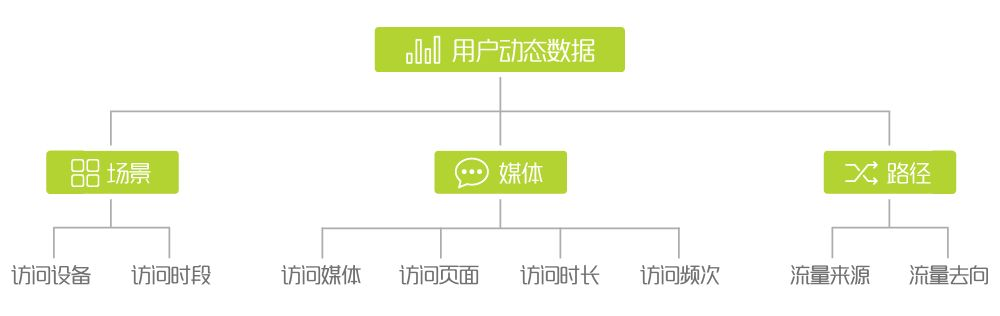 用户动态数据
场景
媒体
路径
访问设备
访问时段
访问媒体
访问页面
访问时长
访问频次
流量来源
流量去向